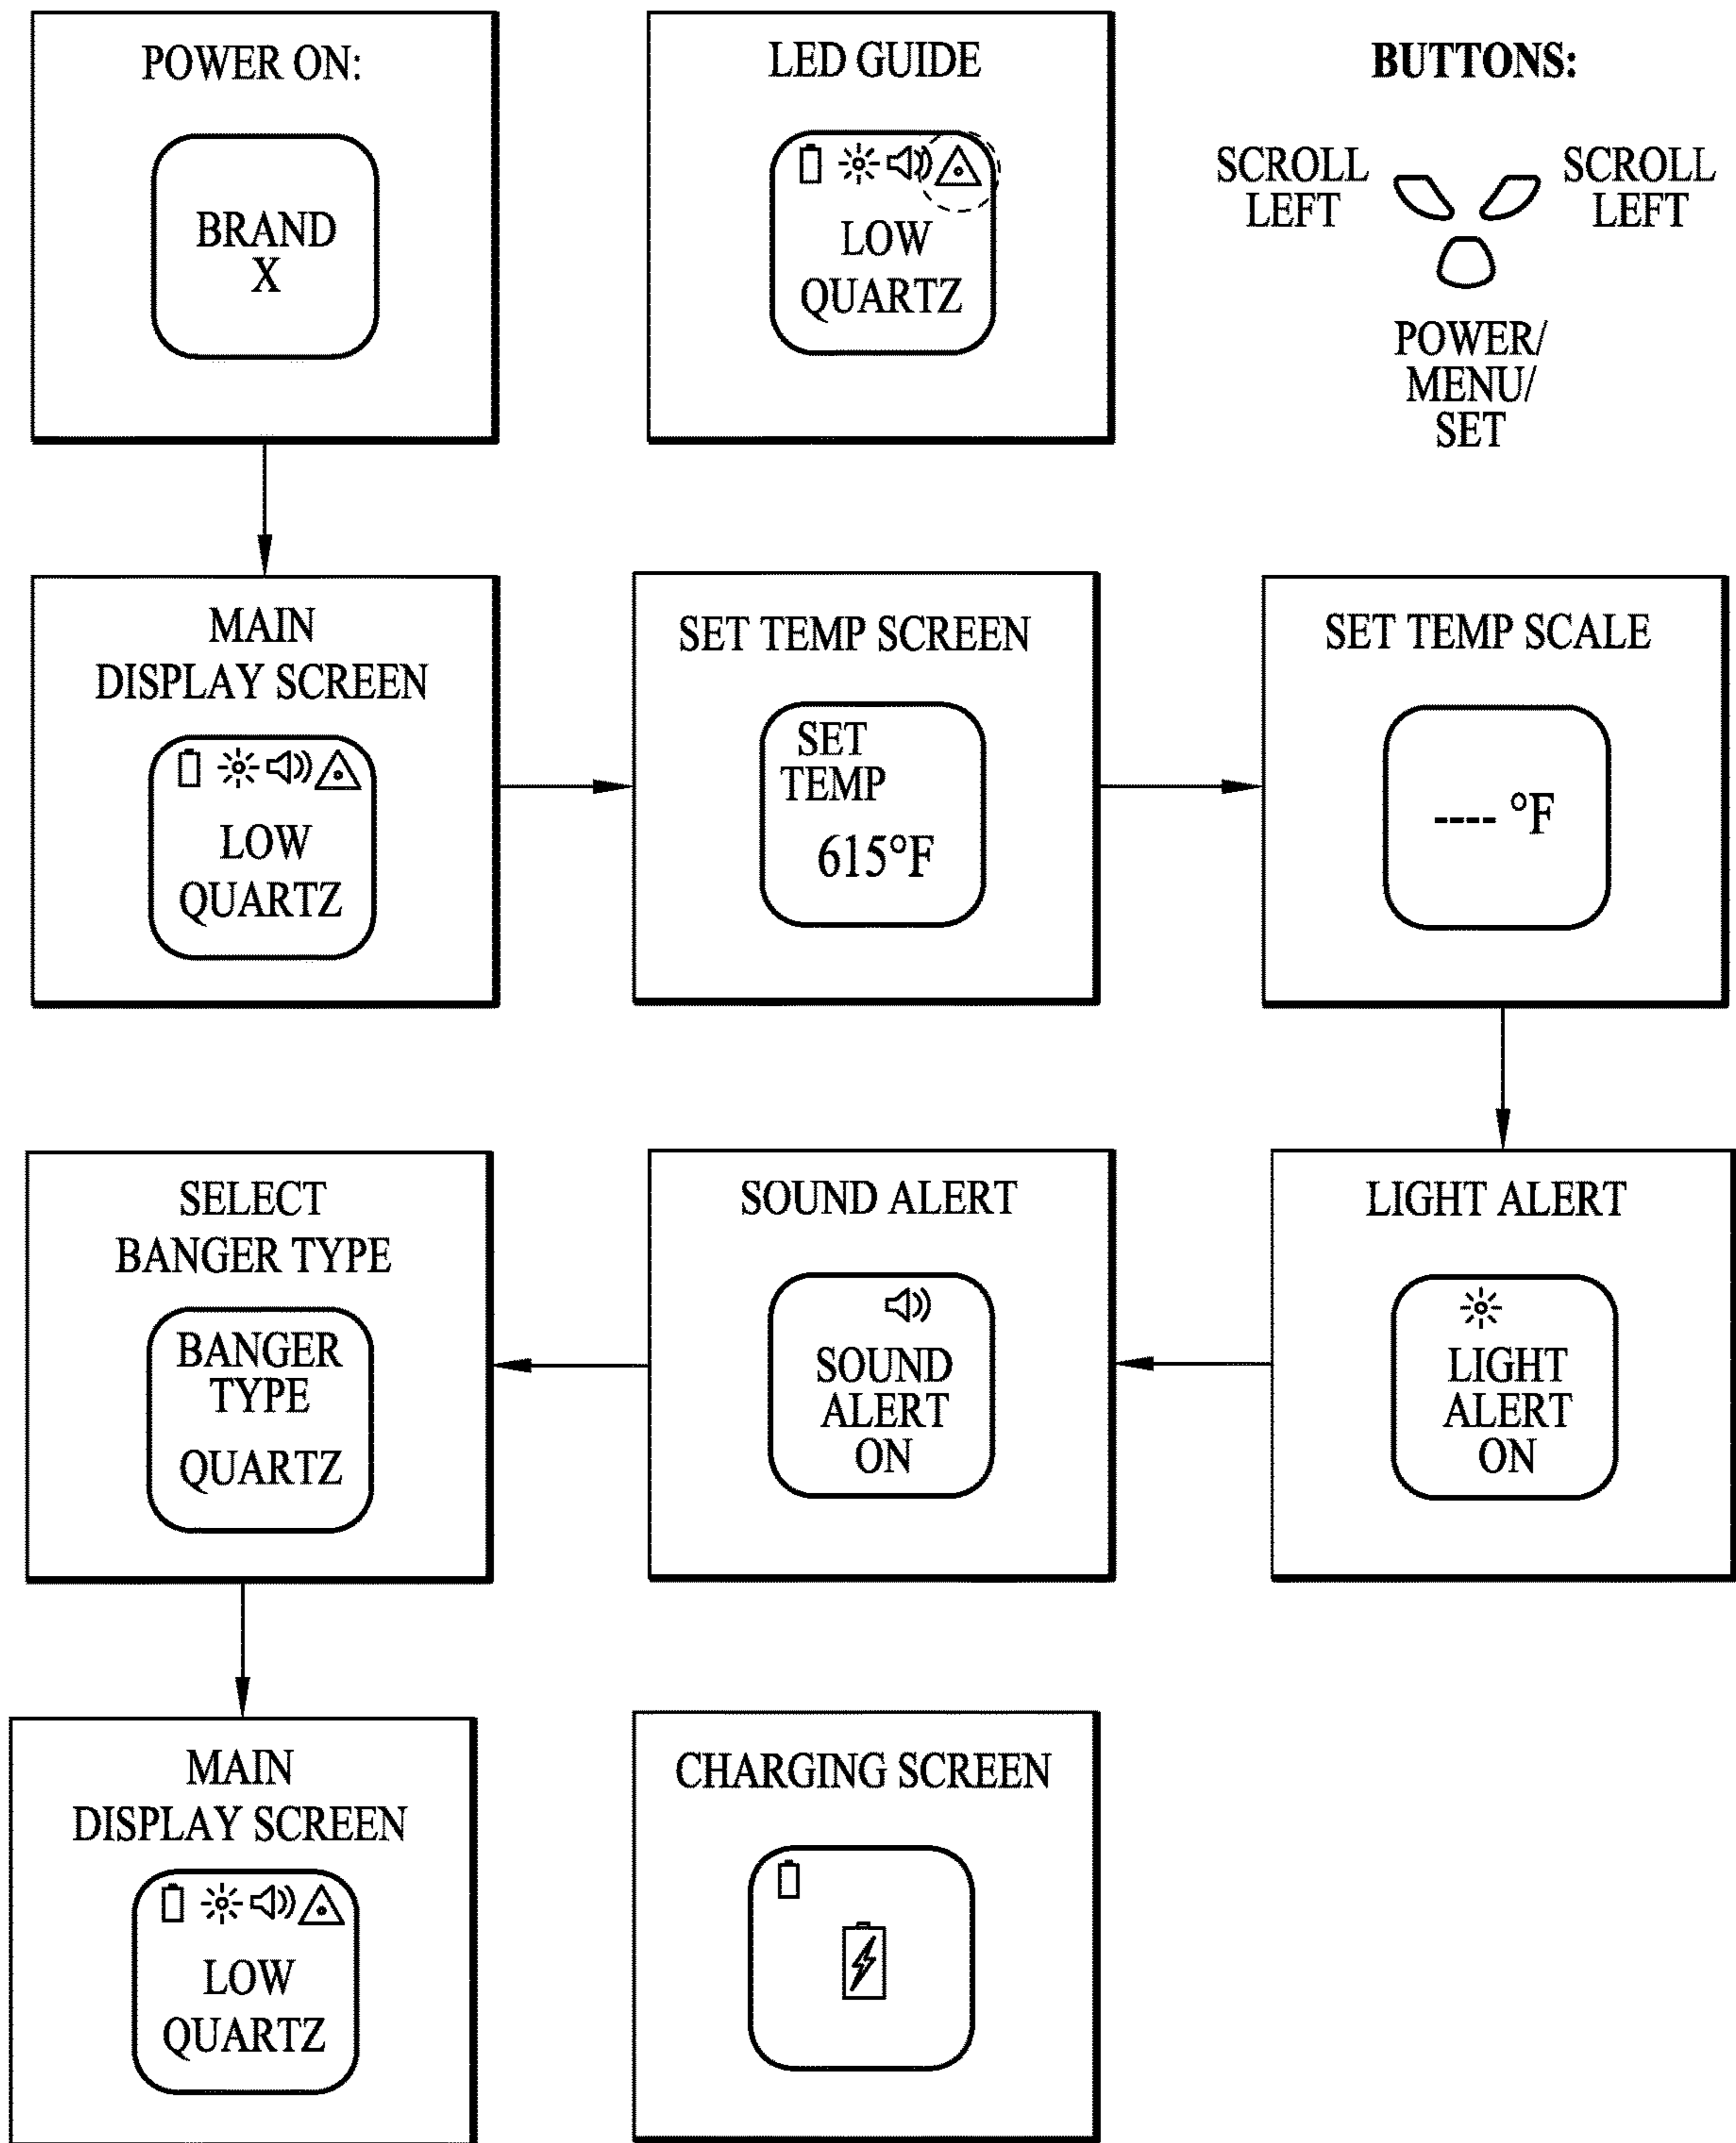 POWER ON:
BRAND
X
LED GUIDE
LOW
QUARTZ
BUTTONS:
SCROLL
LEFT
SCROLL
LEFT
POWER/
MENU/
SET
MAIN
DISPLAY SCREEN
LOW
QUARTZ
SET TEMP SCREEN
SET
TEMP
615°F
SET TEMP SCALE
---- °F
SELECT
BANGER TYPE
BANGER
TYPE
QUARTZ
SOUND ALERT
SOUND
ALERT
ON
LIGHT ALERT
LIGHT
ALERT
ON
MAIN
DISPLAY SCREEN
LOW
QUARTZ
CHARGING SCREEN